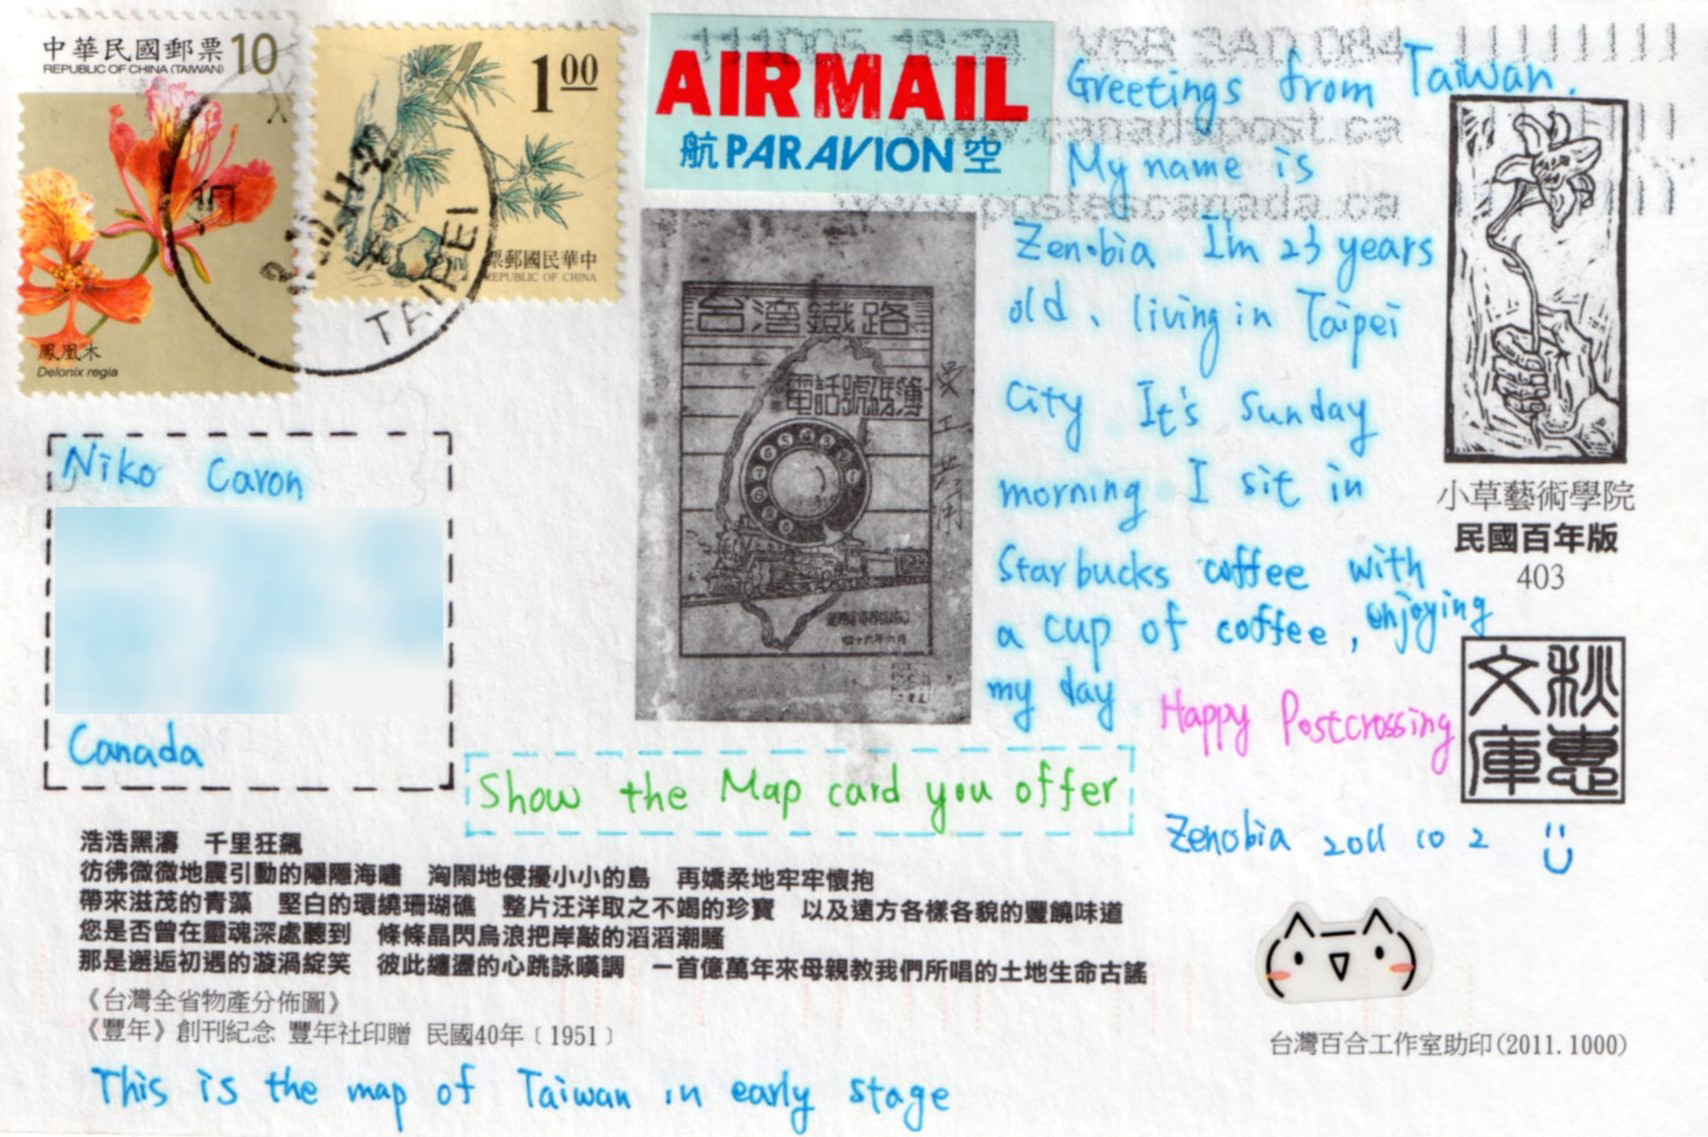 中華民國郵票 10
REPUBLIC OF CHINA (TAIWAN)
鳳凰木
Delonix regia
1.00
票郵國民華中
REPUBLIC OF CHINA
TAIPEI
AIR MAIL
航 PAR AVION 空
V6B 3A0
www.canadapost.ca
www.postescanada.ca
台灣鐵路
電話號碼簿
Niko Caron
Canada
Greetings from Taiwan.
My name is
Zenobia I'm 23 years
old、living in Taipei
City It's Sunday
morning I sit in
Starbucks coffee with
a cup of coffee, enjoying
my day
Happy Postcrossing
Zenobia 2011 10 2
Show the Map card you offer
小草藝術學院
民國百年版
403
秋惠
文庫
浩浩黑濤 千里狂飆
彷彿微微地震引動的隱隱海嘯 洶鬧地侵擾小小的島 再嬌柔地牢牢懷抱
帶來滋茂的青藻 堅白的環繞珊瑚礁 整片汪洋取之不竭的珍寶 以及遠方各樣各貌的豐饒味道
您是否曾在靈魂深處聽到 條條晶閃烏浪把岸敲的滔滔潮騷
那是邂逅初遇的漩渦綻笑 彼此纏盪的心跳詠嘆調 一首億萬年來母親教我們所唱的土地生命古謠
《台灣全省物產分佈圖》
《豐年》創刊紀念 豐年社印贈 民國40年〔1951〕
台灣百合工作室助印(2011.1000)
This is the map of Taiwan in early stage